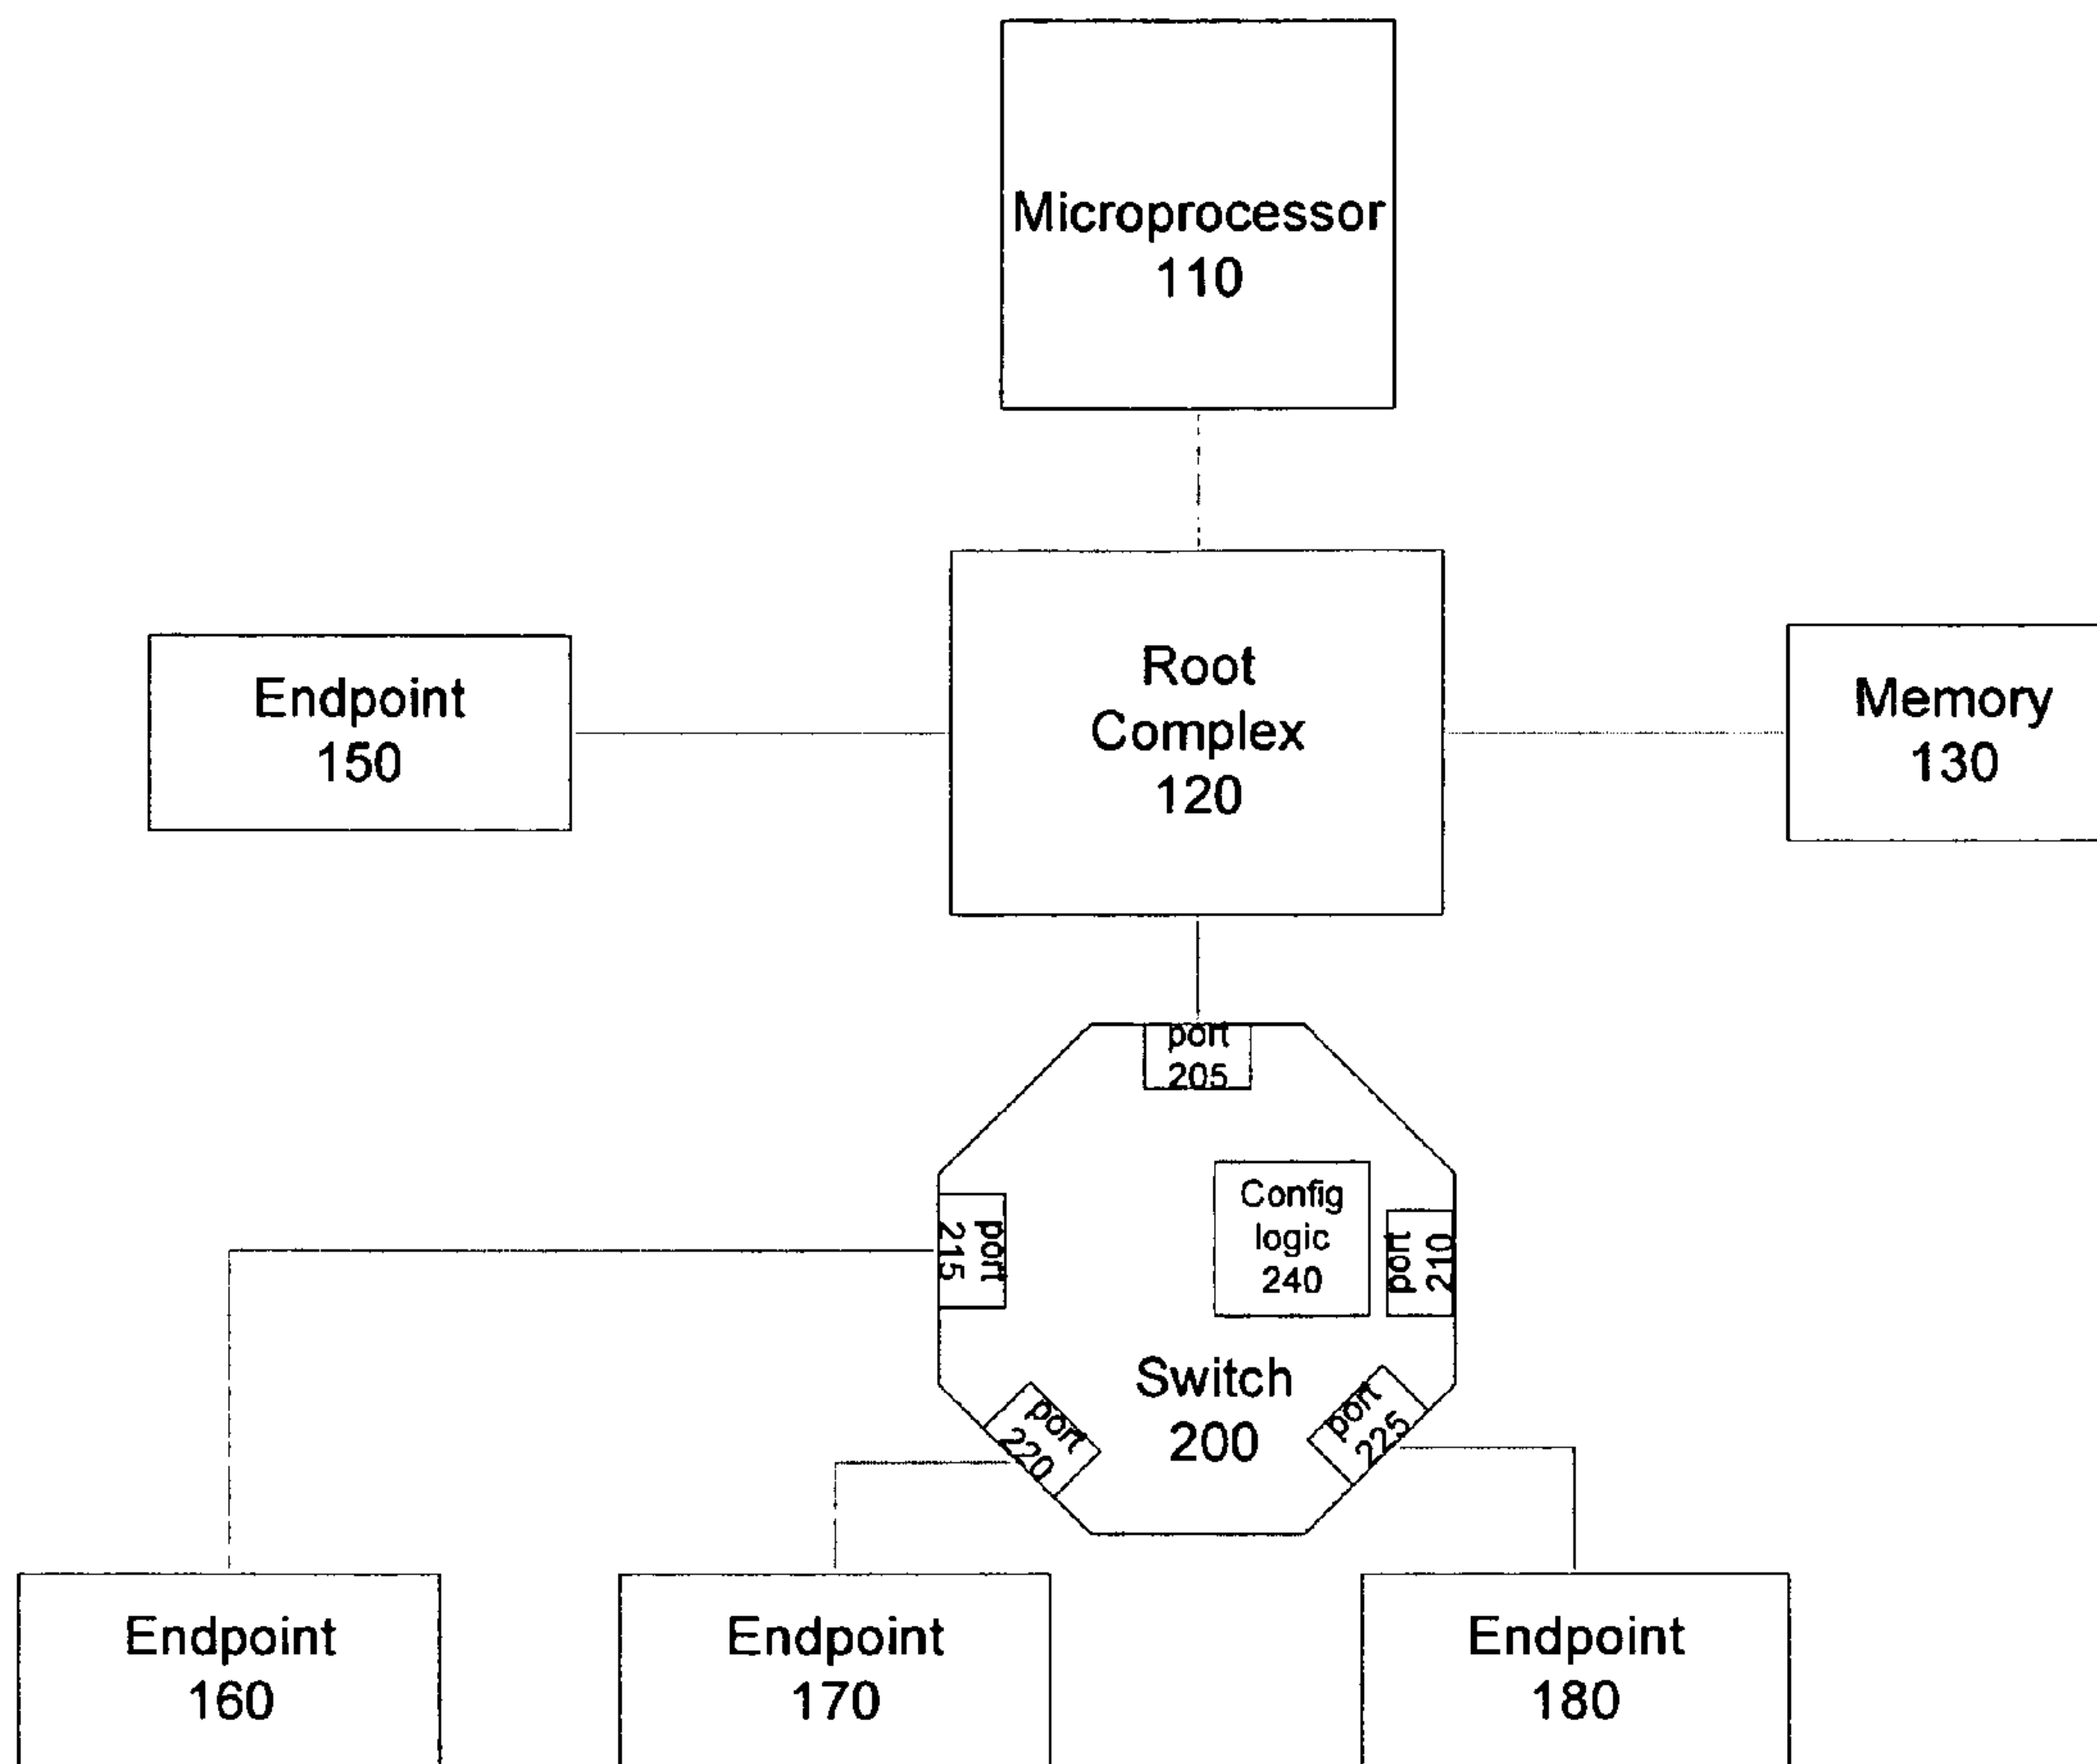 Microprocessor
110
Endpoint
150
Root
Complex
120
Memory
130
port
205
port
215
Config
logic
240
port
210
Switch
200
port
220
port
225
Endpoint
160
Endpoint
170
Endpoint
180